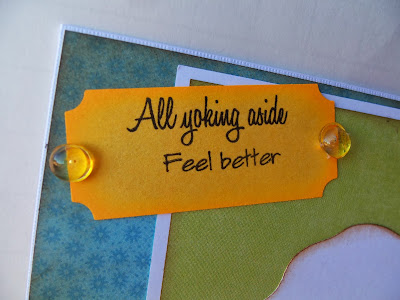 All yoking aside
Feel better